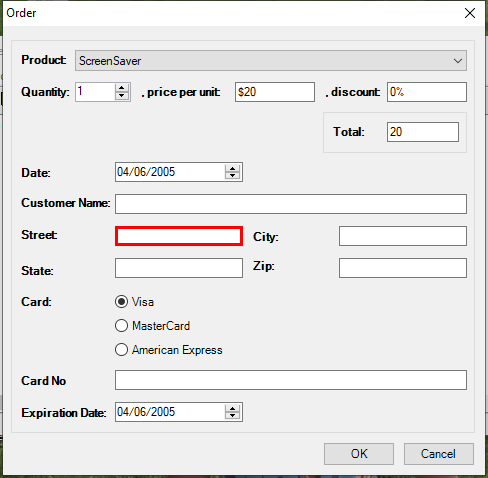 Order
Product: ScreenSaver
Quantity: 1 , price per unit: $20 , discount: 0%
Total: 20
Date: 04/06/2005
Customer Name:
Street: City:
State: Zip:
Card: Visa
MasterCard
American Express
Card No
Expiration Date: 04/06/2005
OK Cancel